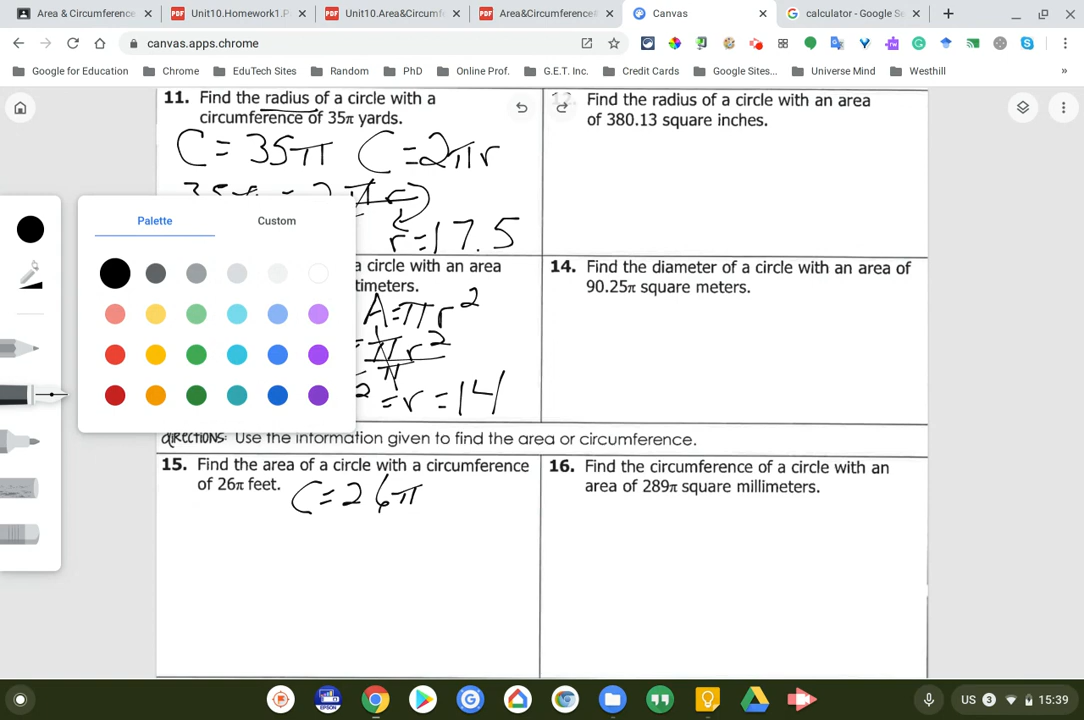 Area & Circumference
Unit10.Homework1.P
Unit10.Area&Circumf
Area&Circumference
Canvas
calculator - Google Se
canvas.apps.chrome
Google for Education
Chrome
EduTech Sites
Random
PhD
Online Prof.
G.E.T. Inc.
Credit Cards
Google Sites...
Universe Mind
Westhill
»
11. Find the radius of a circle with a
circumference of 35π yards.
C = 35π C = 2πr
r = 17.5
Find the radius of a circle with an area
of 380.13 square inches.
Palette
Custom
a circle with an area
timeters.
A = πr²
= πr²
π
² = r = 14
14. Find the diameter of a circle with an area of
90.25π square meters.
DIRECTIONS: Use the information given to find the area or circumference.
15. Find the area of a circle with a circumference
of 26π feet.
C = 26π
16. Find the circumference of a circle with an
area of 289π square millimeters.
US
3
15:39